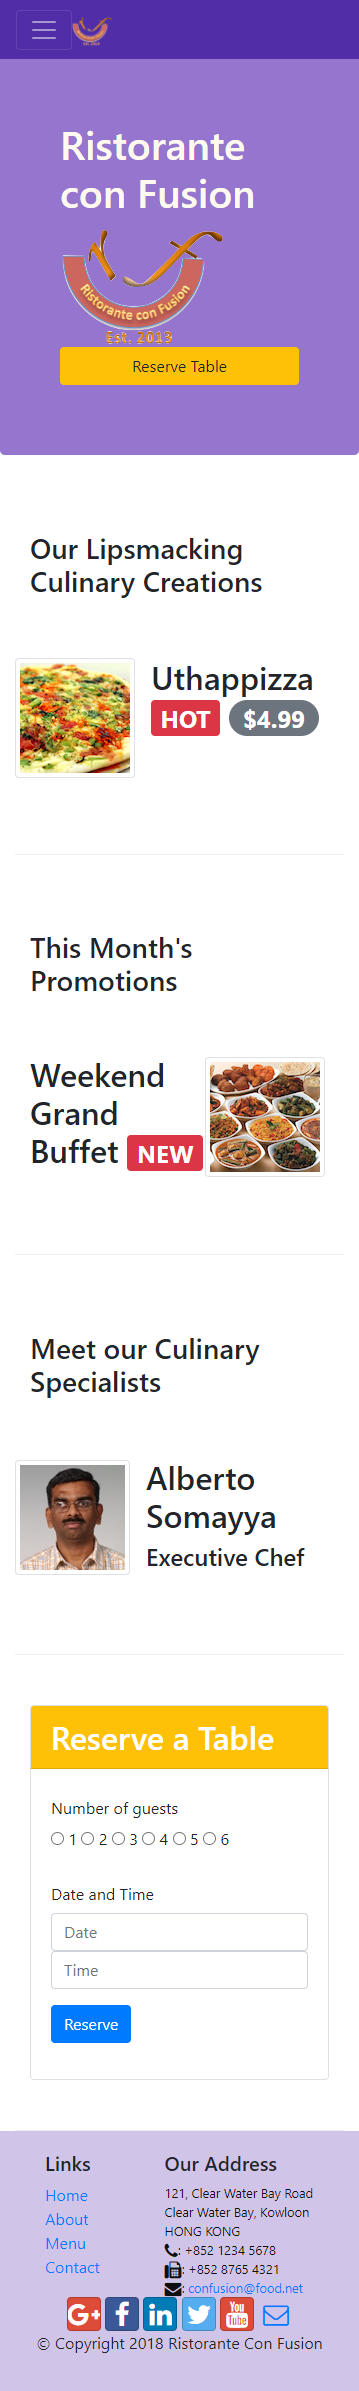 Ristorante
con Fusion
Ristorante con Fusion
Est. 2013
Reserve Table
Our Lipsmacking
Culinary Creations
Uthappizza
HOT $4.99
This Month's
Promotions
Weekend
Grand
Buffet NEW
Meet our Culinary
Specialists
Alberto
Somayya
Executive Chef
Reserve a Table
Number of guests
1 2 3 4 5 6
Date and Time
Date
Time
Reserve
Links
Home
About
Menu
Contact
Our Address
121, Clear Water Bay Road
Clear Water Bay, Kowloon
HONG KONG
: +852 1234 5678
: +852 8765 4321
: confusion@food.net
G+ f in You Tube
© Copyright 2018 Ristorante Con Fusion